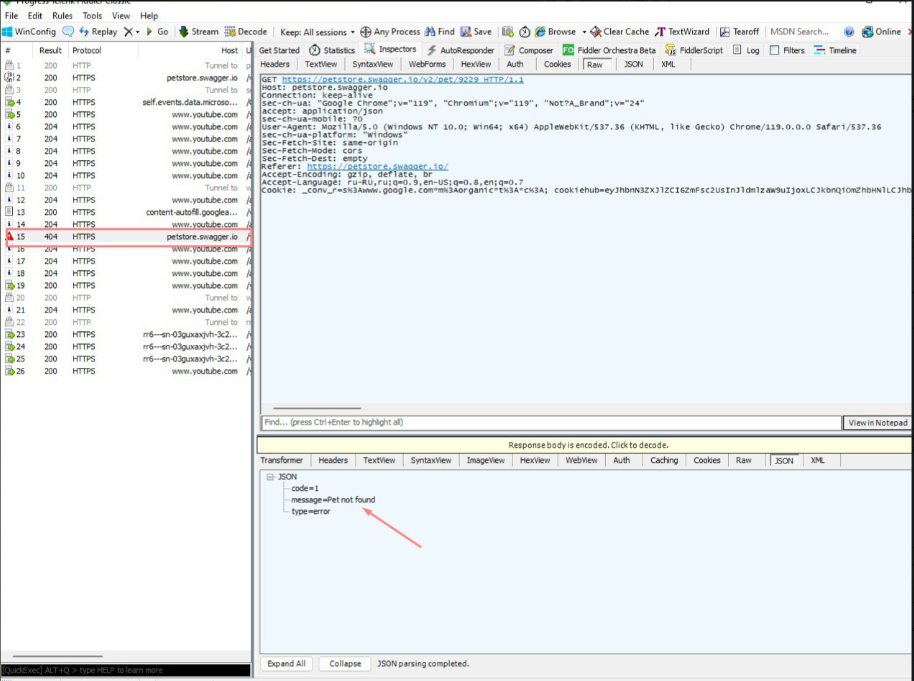 Progress Telerik Fiddler Classic
File Edit Rules Tools View Help
WinConfig Replay Go Stream Decode Keep: All sessions Any Process Find Save Browse Clear Cache TextWizard Tearoff MSDN Search... Online
# Result Protocol Host U
1 200 HTTP Tunnel to
2 200 HTTPS petstore.swagger.io
3 200 HTTP Tunnel to
4 200 HTTPS self.events.data.microso...
5 200 HTTPS www.youtube.com
6 204 HTTPS www.youtube.com
7 204 HTTPS www.youtube.com
8 204 HTTPS www.youtube.com
9 204 HTTPS www.youtube.com
10 204 HTTPS www.youtube.com
11 200 HTTP Tunnel to
12 204 HTTPS www.youtube.com
13 200 HTTPS content-autofill.googlea...
14 204 HTTPS www.youtube.com
15 404 HTTPS petstore.swagger.io
16 204 HTTPS www.youtube.com
17 204 HTTPS www.youtube.com
18 204 HTTPS www.youtube.com
19 200 HTTPS www.youtube.com
20 200 HTTP Tunnel to
21 204 HTTPS www.youtube.com
22 200 HTTP Tunnel to
23 200 HTTPS rr6---sn-03guxaxjvh-3c2...
24 200 HTTPS rr6---sn-03guxaxjvh-3c2...
25 200 HTTPS rr6---sn-03guxaxjvh-3c2...
26 200 HTTPS www.youtube.com
[QuickExec] ALT+Q > type HELP to learn more
Get Started Statistics Inspectors AutoResponder Composer Fiddler Orchestra Beta FiddlerScript Log Filters Timeline
Headers TextView SyntaxView WebForms HexView Auth Cookies Raw JSON XML
GET https://petstore.swagger.io/v2/pet/9229 HTTP/1.1
Host: petstore.swagger.io
Connection: keep-alive
sec-ch-ua: "Google Chrome";v="119", "Chromium";v="119", "Not?A_Brand";v="24"
accept: application/json
sec-ch-ua-mobile: ?0
User-Agent: Mozilla/5.0 (Windows NT 10.0; Win64; x64) AppleWebKit/537.36 (KHTML, like Gecko) Chrome/119.0.0.0 Safari/537.36
sec-ch-ua-platform: "Windows"
Sec-Fetch-Site: same-origin
Sec-Fetch-Mode: cors
Sec-Fetch-Dest: empty
Referer: https://petstore.swagger.io/
Accept-Encoding: gzip, deflate, br
Accept-Language: ru-RU,ru;q=0.9,en-US;q=0.8,en;q=0.7
Cookie: _conv_r=s%3Awww.google.com*m%3Aorganic*t%3A*c%3A;
Find... (press Ctrl+Enter to highlight all) View in Notepad
Response body is encoded. Click to decode.
Transformer Headers TextView SyntaxView ImageView HexView WebView Auth Caching Cookies Raw JSON XML
JSON
code=1
message=Pet not found
type=error
Expand All Collapse JSON parsing completed.